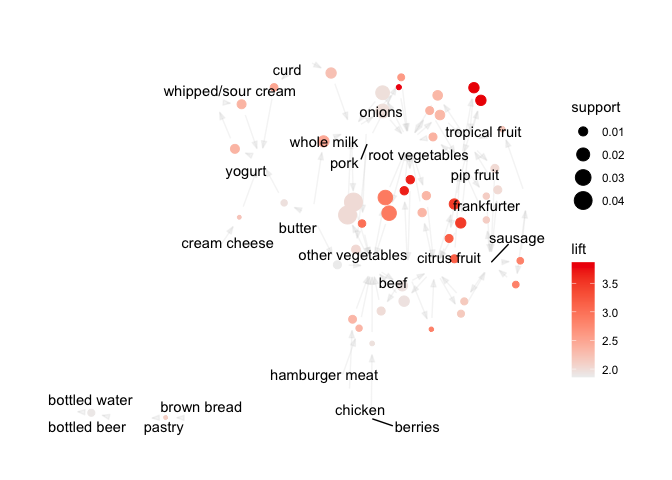 curd
whipped/sour cream
onions
support
0.01
tropical fruit
whole milk
0.02
pork
root vegetables
yogurt
pip fruit
0.03
0.04
frankfurter
butter
sausage
cream cheese
lift
other vegetables
citrus fruit
beef
3.5
3.0
2.5
2.0
hamburger meat
bottled water
brown bread
chicken
bottled beer
pastry
berries